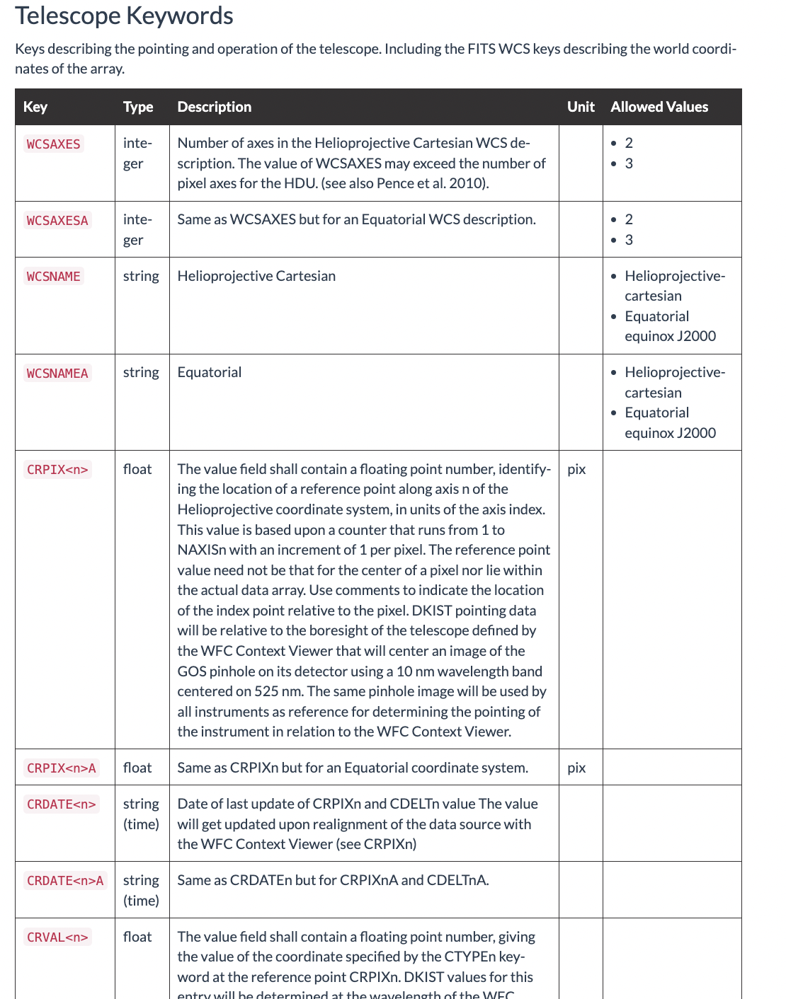 Telescope Keywords
Keys describing the pointing and operation of the telescope. Including the FITS WCS keys describing the world coordi-
nates of the array.
Key Type Description Unit Allowed Values
WCSAXES inte- Number of axes in the Helioprojective Cartesian WCS de- • 2
ger scription. The value of WCSAXES may exceed the number of • 3
pixel axes for the HDU. (see also Pence et al. 2010).
WCSAXESA inte- Same as WCSAXES but for an Equatorial WCS description. • 2
ger • 3
WCSNAME string Helioprojective Cartesian • Helioprojective-
cartesian
• Equatorial
equinox J2000
WCSNAMEA string Equatorial • Helioprojective-
cartesian
• Equatorial
equinox J2000
CRPIX<n> float The value field shall contain a floating point number, identify- pix
ing the location of a reference point along axis n of the
Helioprojective coordinate system, in units of the axis index.
This value is based upon a counter that runs from 1 to
NAXISn with an increment of 1 per pixel. The reference point
value need not be that for the center of a pixel nor lie within
the actual data array. Use comments to indicate the location
of the index point relative to the pixel. DKIST pointing data
will be relative to the boresight of the telescope defined by
the WFC Context Viewer that will center an image of the
GOS pinhole on its detector using a 10 nm wavelength band
centered on 525 nm. The same pinhole image will be used by
all instruments as reference for determining the pointing of
the instrument in relation to the WFC Context Viewer.
CRPIX<n>A float Same as CRPIXn but for an Equatorial coordinate system. pix
CRDATE<n> string Date of last update of CRPIXn and CDELTn value The value
(time) will get updated upon realignment of the data source with
the WFC Context Viewer (see CRPIXn)
CRDATE<n>A string Same as CRDATEn but for CRPIXnA and CDELTnA.
(time)
CRVAL<n> float The value field shall contain a floating point number, giving
the value of the coordinate specified by the CTYPEn key-
word at the reference point CRPIXn. DKIST values for this
entry will be determined at the wavelength of the WFC